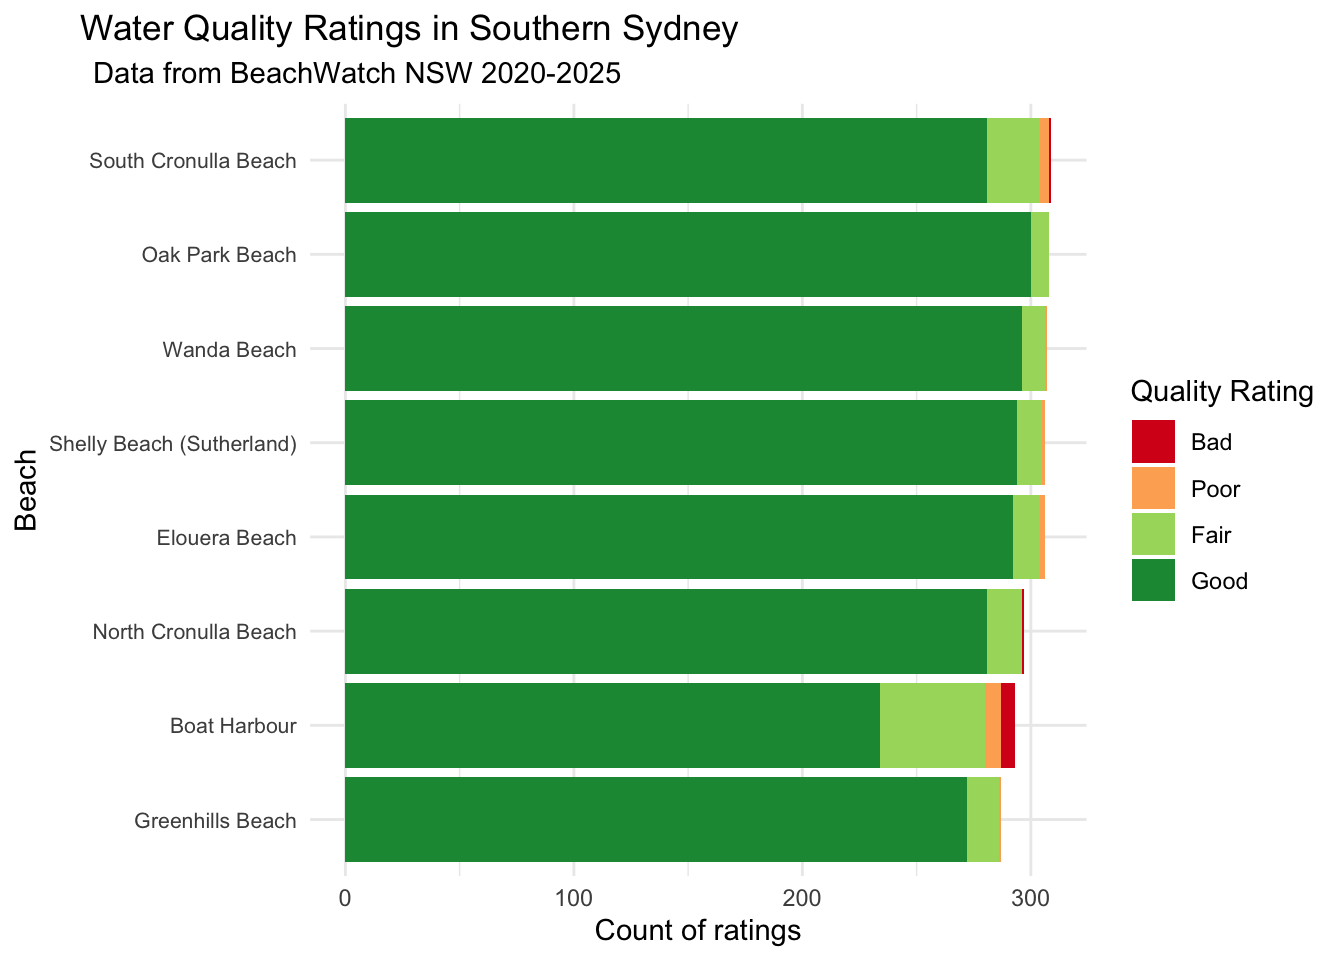 Water Quality Ratings in Southern Sydney
Data from BeachWatch NSW 2020-2025
South Cronulla Beach
Oak Park Beach
Wanda Beach
Shelly Beach (Sutherland)
Elouera Beach
North Cronulla Beach
Boat Harbour
Greenhills Beach
Beach
0 100 200 300
Count of ratings
Quality Rating
Bad
Poor
Fair
Good